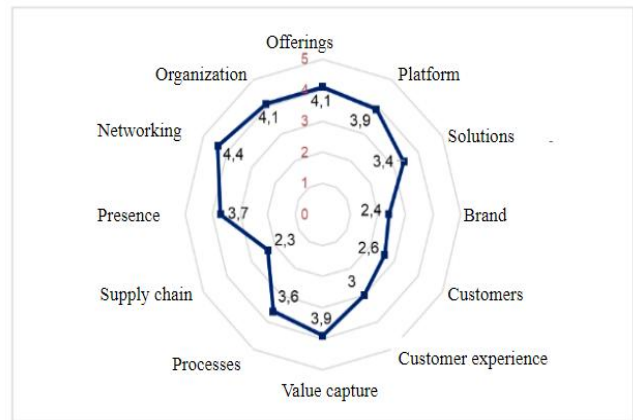 Offerings
5
Organization
Platform
4
4,1
4,1
3,9
Networking
3
Solutions
4,4
3,4
2
1
Presence
3,7
0
2,4
Brand
2,3
2,6
Supply chain
3
Customers
3,6
3,9
Processes
Customer experience
Value capture